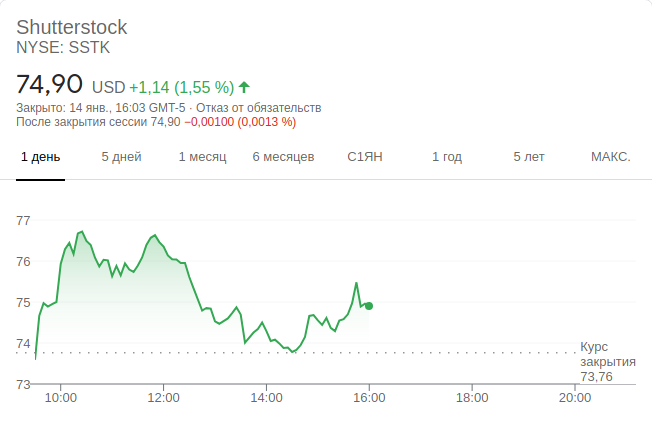 Shutterstock
NYSE: SSTK
74,90 USD +1,14 (1,55 %)
Закрыто: 14 янв., 16:03 GMT-5 · Отказ от обязательств
После закрытия сессии 74,90 −0,00100 (0,0013 %)
1 день 5 дней 1 месяц 6 месяцев С1ЯН 1 год 5 лет МАКС.
77
76
75
74
Курс
закрытия
73,76
73
10:00 12:00 14:00 16:00 18:00 20:00